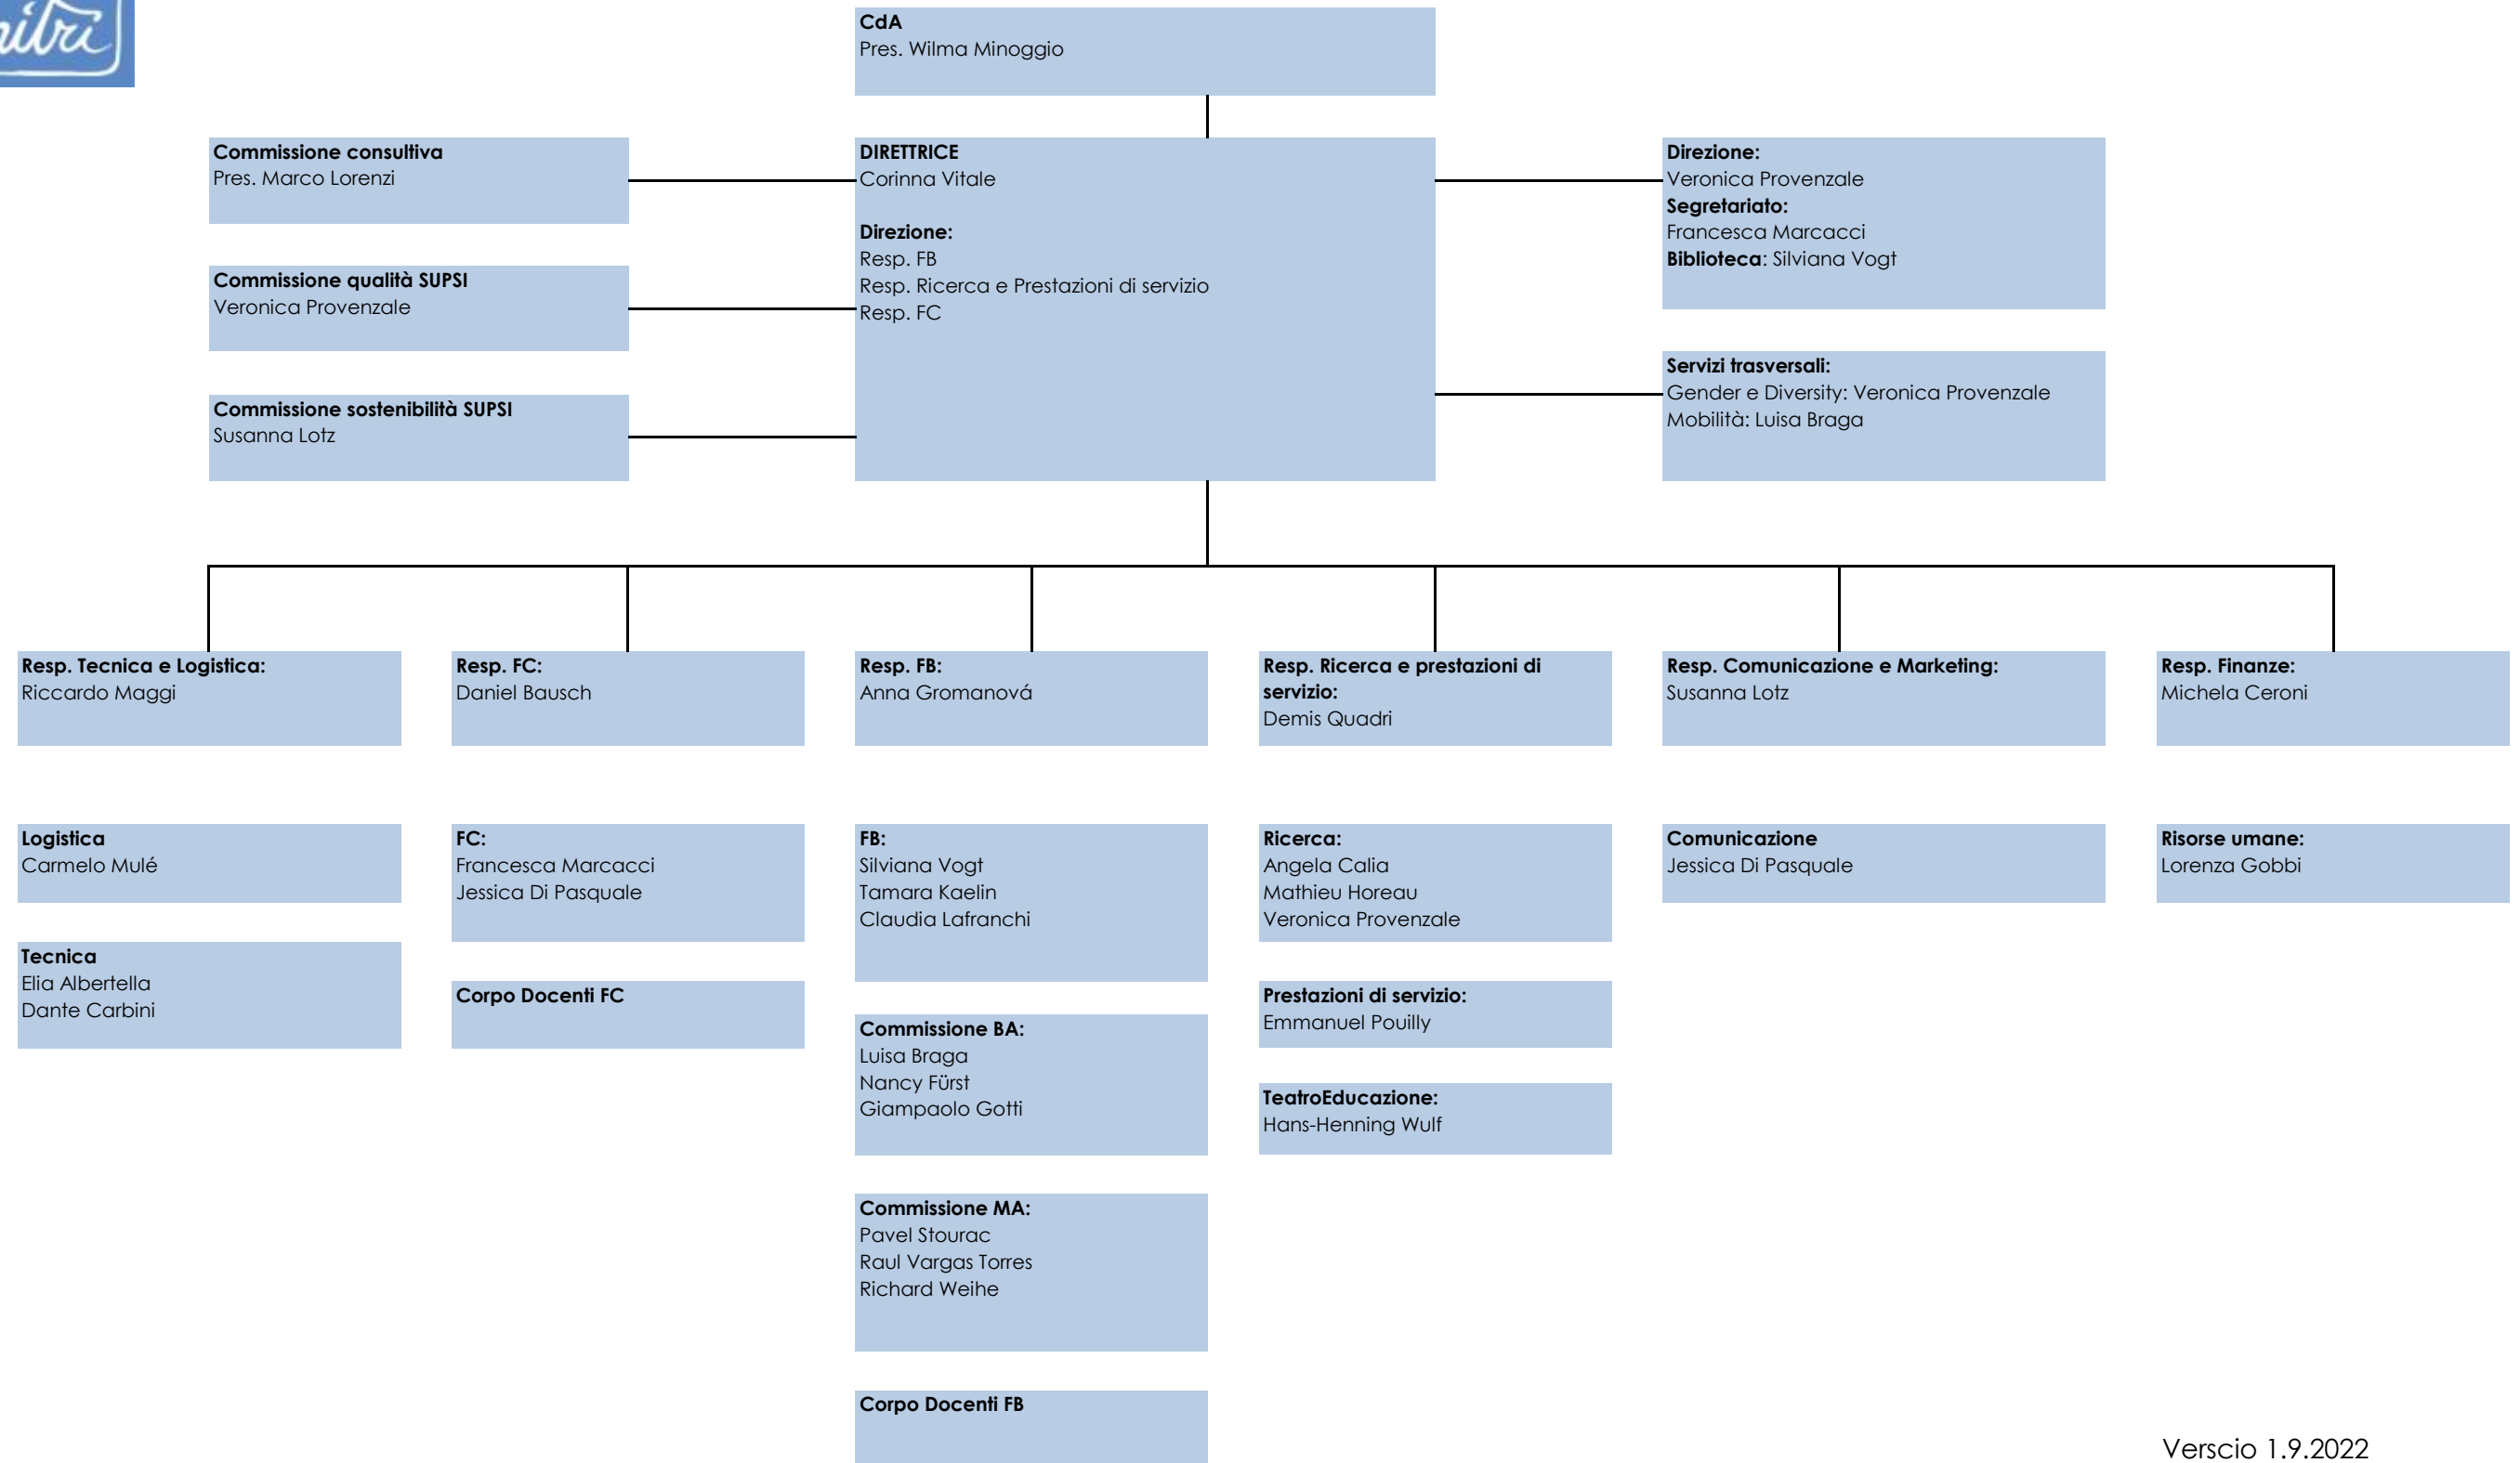 CdA
Pres. Wilma Minoggio
Commissione consultiva
Pres. Marco Lorenzi
Commissione qualità SUPSI
Veronica Provenzale
Commissione sostenibilità SUPSI
Susanna Lotz
DIRETTRICE
Corinna Vitale
Direzione:
Resp. FB
Resp. Ricerca e Prestazioni di servizio
Resp. FC
Direzione:
Veronica Provenzale
Segretariato:
Francesca Marcacci
Biblioteca: Silviana Vogt
Servizi trasversali:
Gender e Diversity: Veronica Provenzale
Mobilità: Luisa Braga
Resp. Tecnica e Logistica:
Riccardo Maggi
Logistica
Carmelo Mulé
Tecnica
Elia Albertella
Dante Carbini
Resp. FC:
Daniel Bausch
FC:
Francesca Marcacci
Jessica Di Pasquale
Corpo Docenti FC
Resp. FB:
Anna Gromanová
FB:
Silviana Vogt
Tamara Kaelin
Claudia Lafranchi
Commissione BA:
Luisa Braga
Nancy Fürst
Giampaolo Gotti
Commissione MA:
Pavel Stourac
Raul Vargas Torres
Richard Weihe
Corpo Docenti FB
Resp. Ricerca e prestazioni di
servizio:
Demis Quadri
Ricerca:
Angela Calia
Mathieu Horeau
Veronica Provenzale
Prestazioni di servizio:
Emmanuel Pouilly
TeatroEducazione:
Hans-Henning Wulf
Resp. Comunicazione e Marketing:
Susanna Lotz
Comunicazione
Jessica Di Pasquale
Resp. Finanze:
Michela Ceroni
Risorse umane:
Lorenza Gobbi
Verscio 1.9.2022